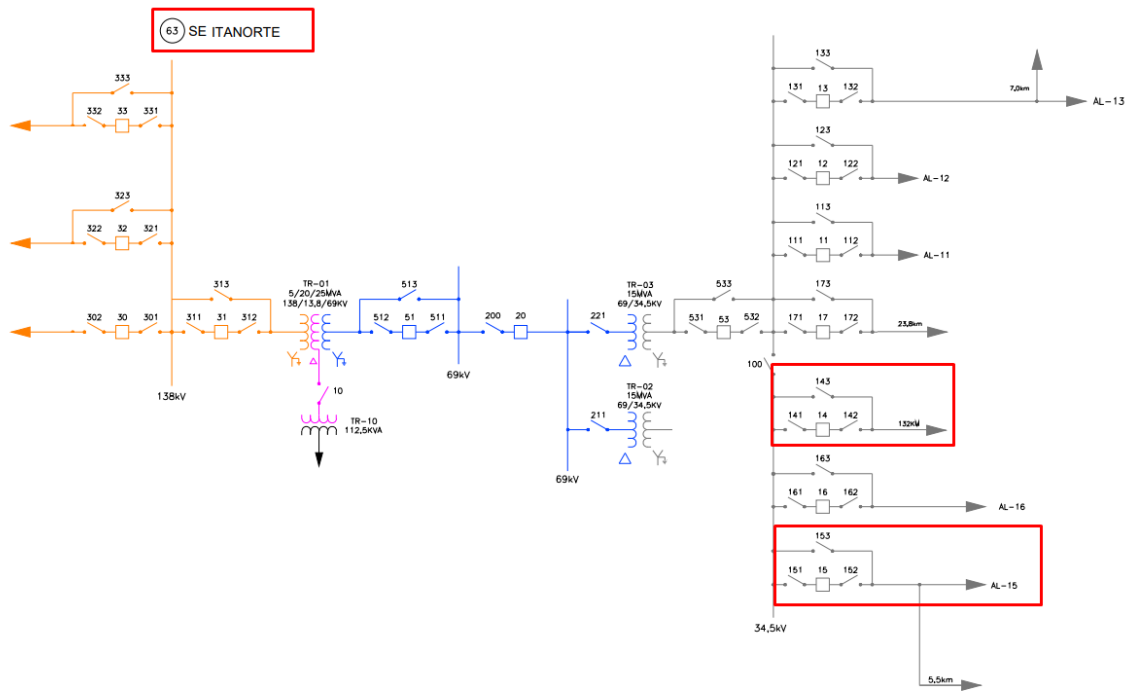 63 SE ITANORTE
333
332 33 331
323
322 32 321
313
302 30 301 311 31 312
138kV
TR-01
5/20/25MVA
138/13,8/69KV
10
TR-10
112,5KVA
513
512 51 511
69kV
200 20
221
TR-03
15MVA
69/34,5KV
211
TR-02
15MVA
69/34,5KV
69kV
533
531 53 532
133
131 13 132
7,0km
AL-13
123
121 12 122
AL-12
113
111 11 112
AL-11
173
171 17 172
23,8km
100
143
141 14 142
132KM
163
161 16 162
AL-16
153
151 15 152
AL-15
34,5kV
5,5km